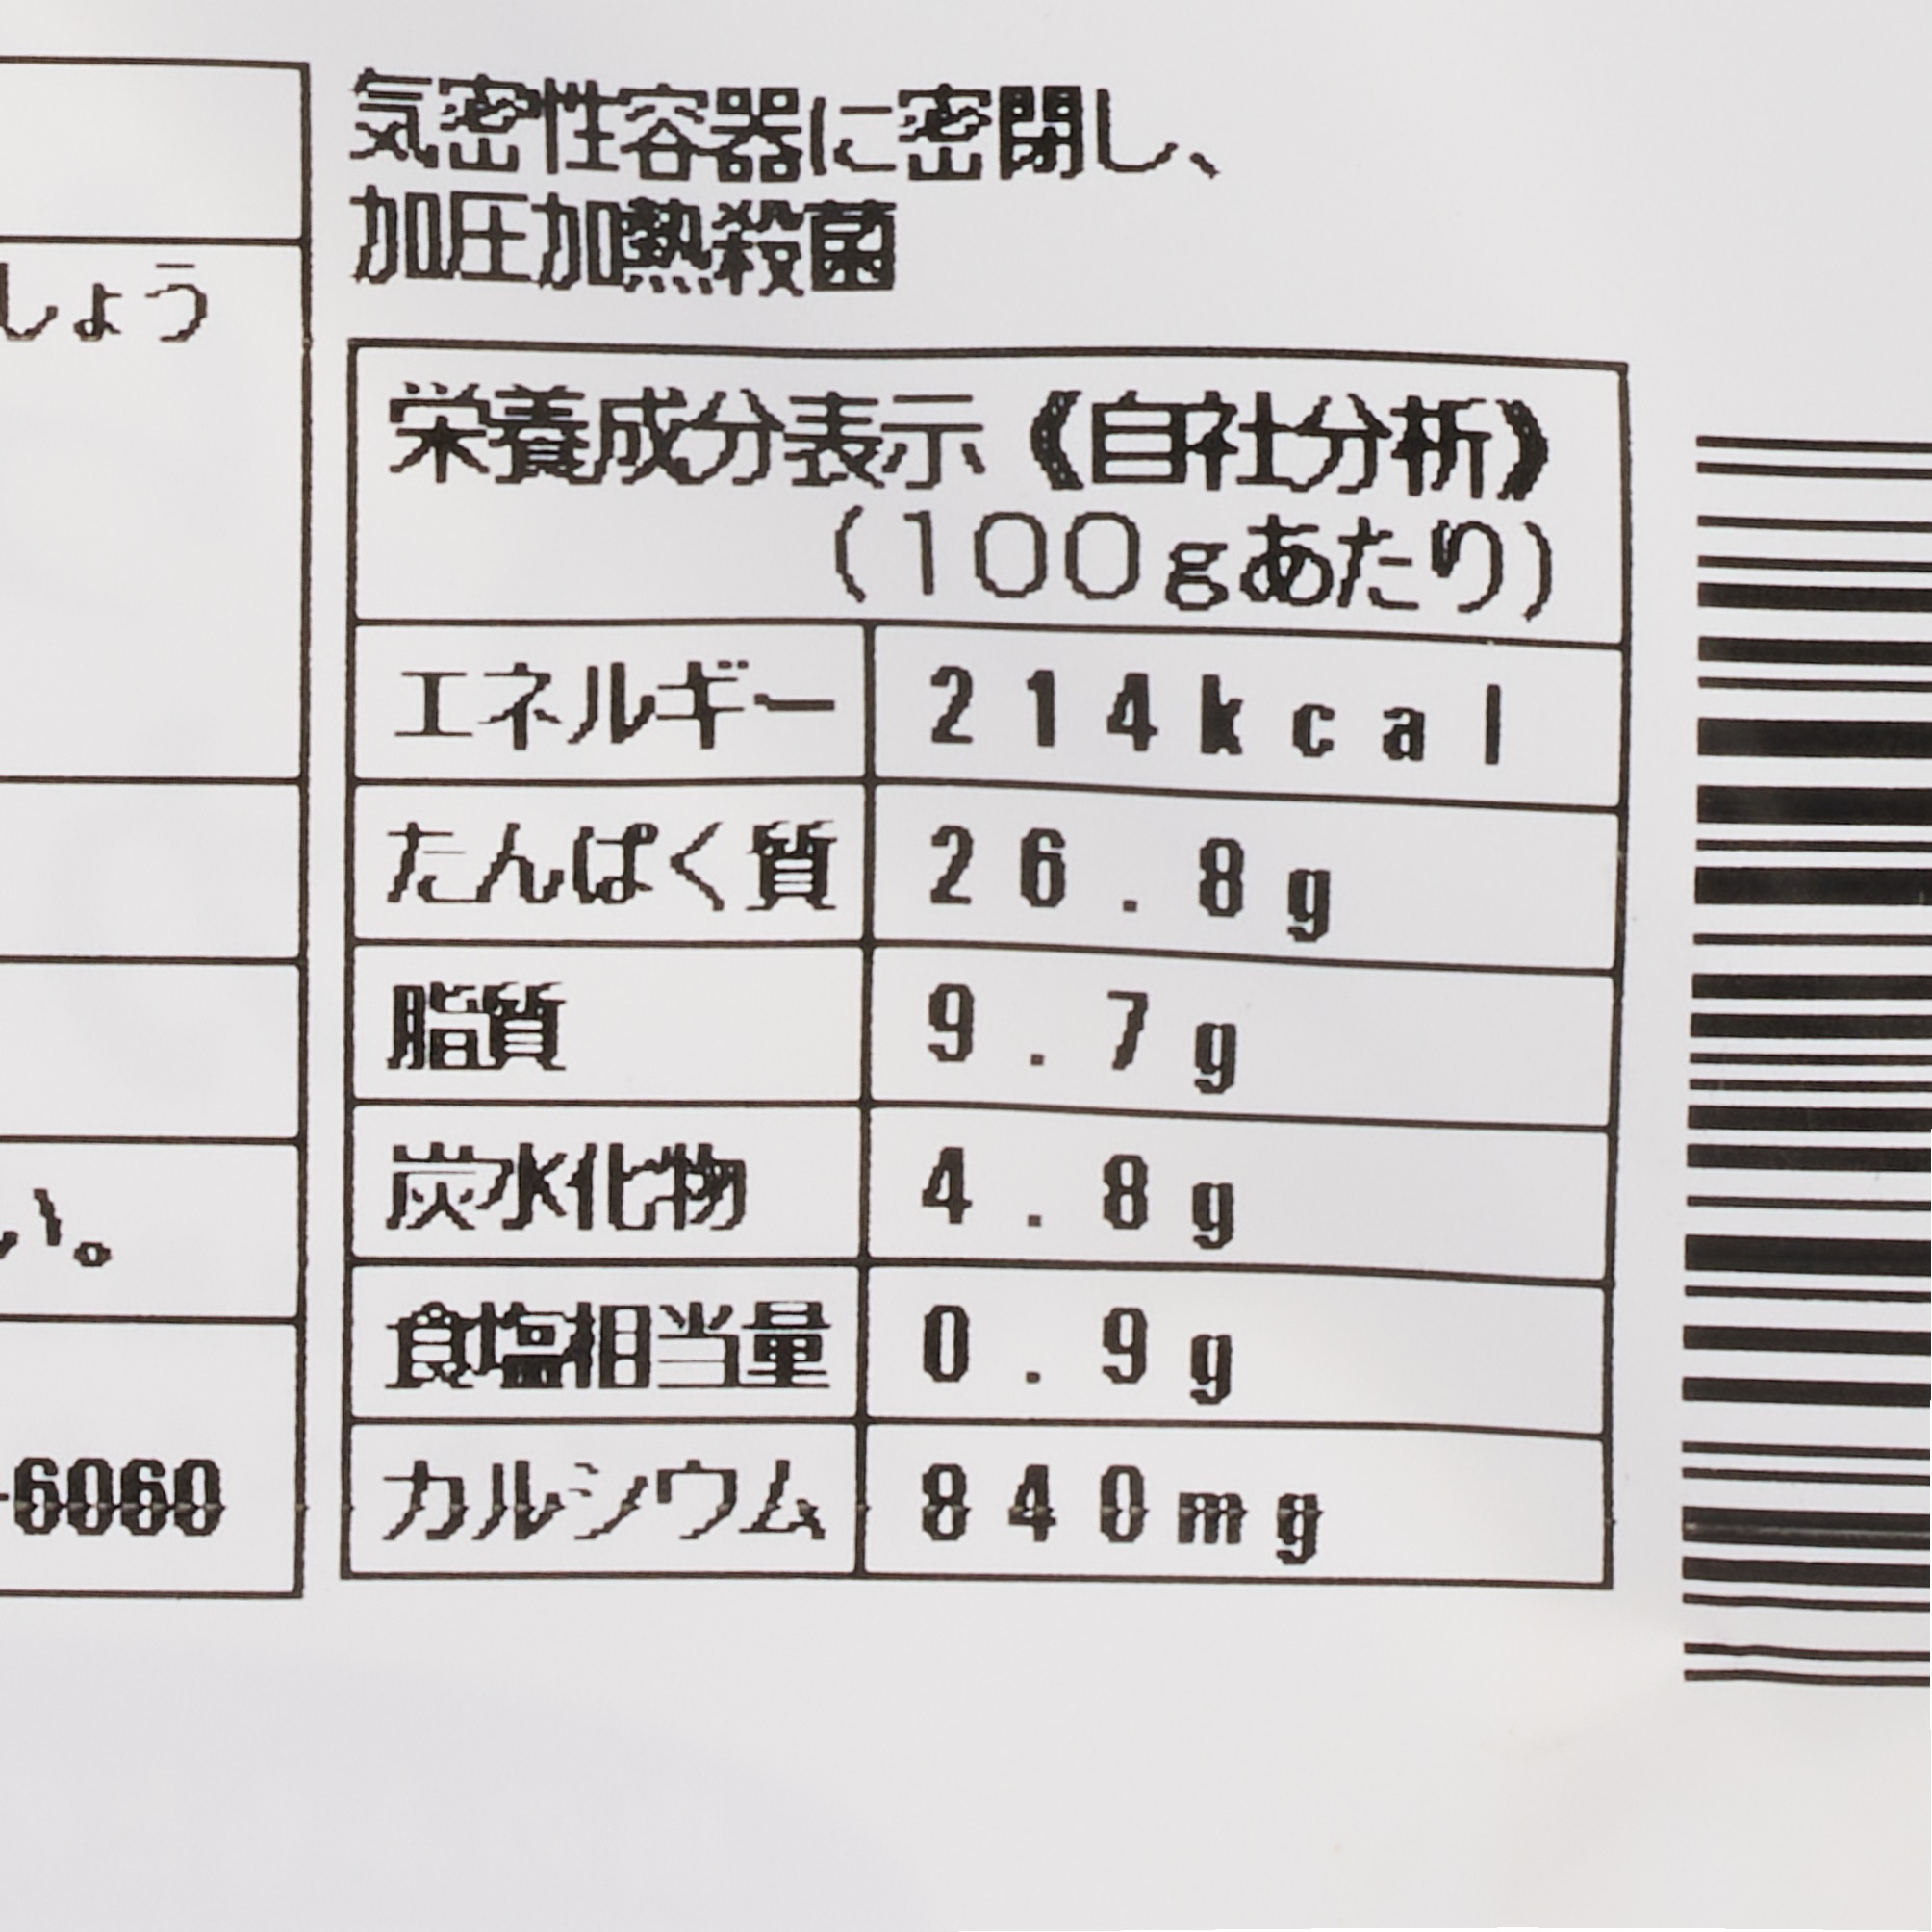 しょう
い。
-6060
気密性容器に密閉し、
加圧加熱殺菌
栄養成分表示《自社分析》
(100gあたり)
エネルギー 214kcal
たんぱく質 26.8g
脂質 9.7g
炭水化物 4.8g
食塩相当量 0.9g
カルシウム 840mg